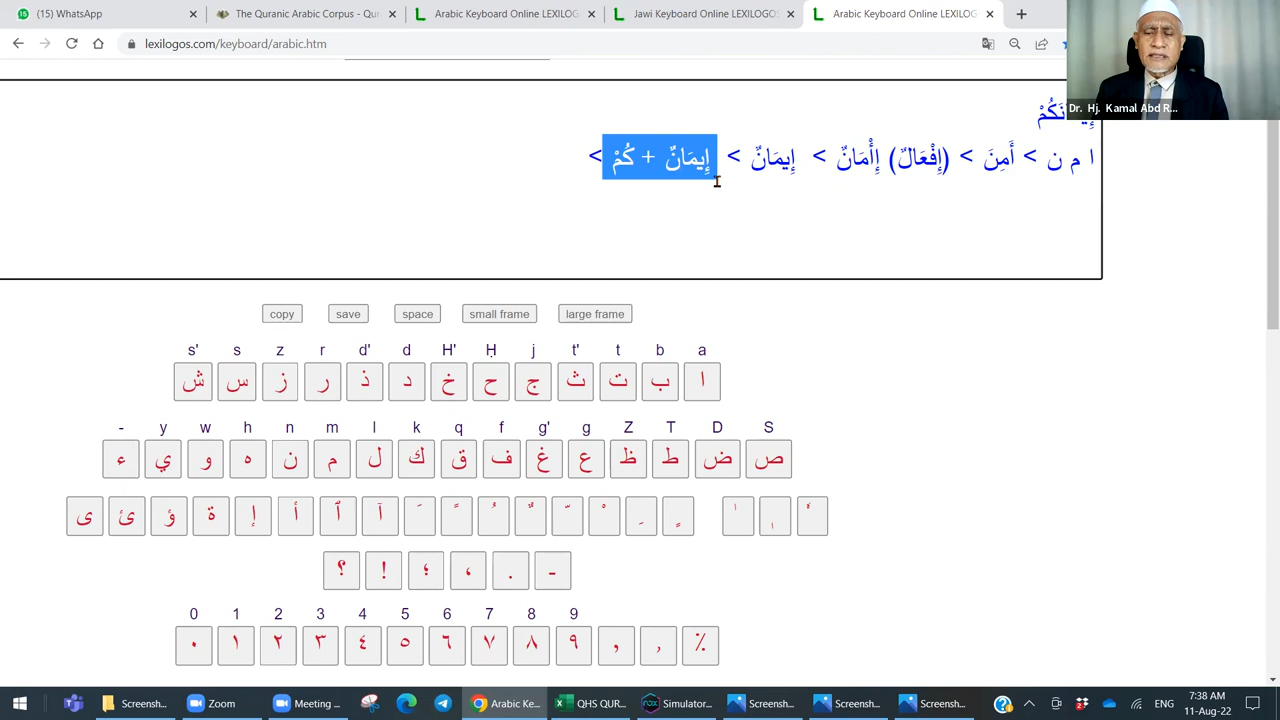 (15) WhatsApp
The Quranic Arabic Corpus - Qu
Arabic Keyboard Online LEXILOG
Jawi Keyboard Online LEXILOGOS
Arabic Keyboard Online LEXILOG
lexilogos.com/keyboard/arabic.htm
Dr. Hj. Kamal Abd R...
ا م ن > أَمِنَ > (إِفْعَالٌ) إِأْمَانٌ > إِيمَانٌ > إِيمَانٌ + كُمْ >
copy save space small frame large frame
s' s z r d' d H' Ḥ j t' t b a
ش س ز ر ذ د خ ح ج ث ت ب ا
- y w h n m l k q f g' g Z T D S
ء ي و ه ن م ل ك ق ف غ ع ظ ط ض ص
ى ئ ؤ ة إ أ ٱ آ
؟ ! ؛ ، . -
0 1 2 3 4 5 6 7 8 9
٠ ١ ٢ ٣ ٤ ٥ ٦ ٧ ٨ ٩ ٫ ٪
Screensh... Zoom Meeting ... Arabic Ke... QHS QUR... Simulator... Screensh... Screensh... Screensh...
ENG
7:38 AM
11-Aug-22